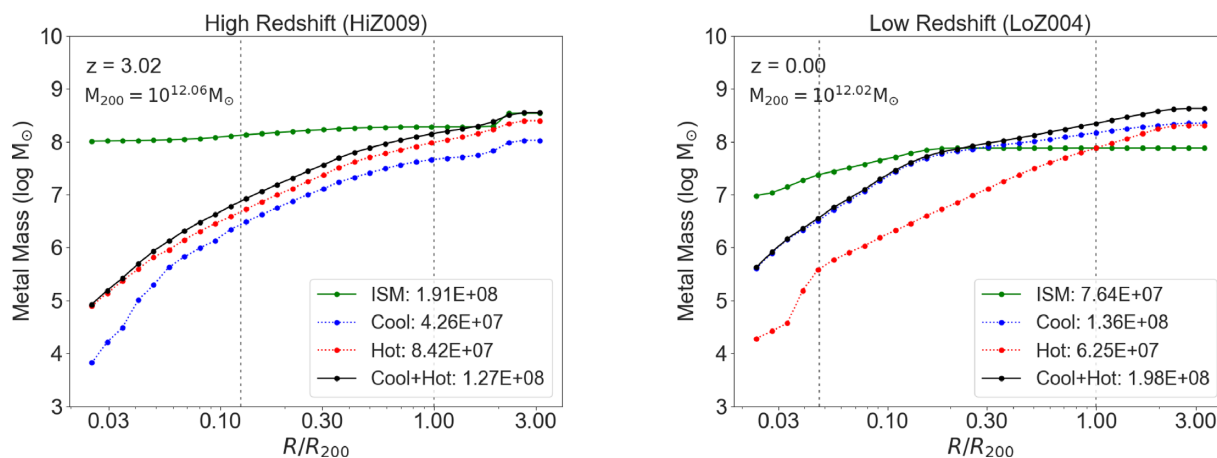 High Redshift (HiZ009)
z = 3.02
M200 = 10^12.06 M⊙
Metal Mass (log M⊙)
10
9
8
7
6
5
4
3
ISM: 1.91E+08
Cool: 4.26E+07
Hot: 8.42E+07
Cool+Hot: 1.27E+08
0.03 0.10 0.30 1.00 3.00
R/R200
Low Redshift (LoZ004)
z = 0.00
M200 = 10^12.02 M⊙
Metal Mass (log M⊙)
10
9
8
7
6
5
4
3
ISM: 7.64E+07
Cool: 1.36E+08
Hot: 6.25E+07
Cool+Hot: 1.98E+08
0.03 0.10 0.30 1.00 3.00
R/R200